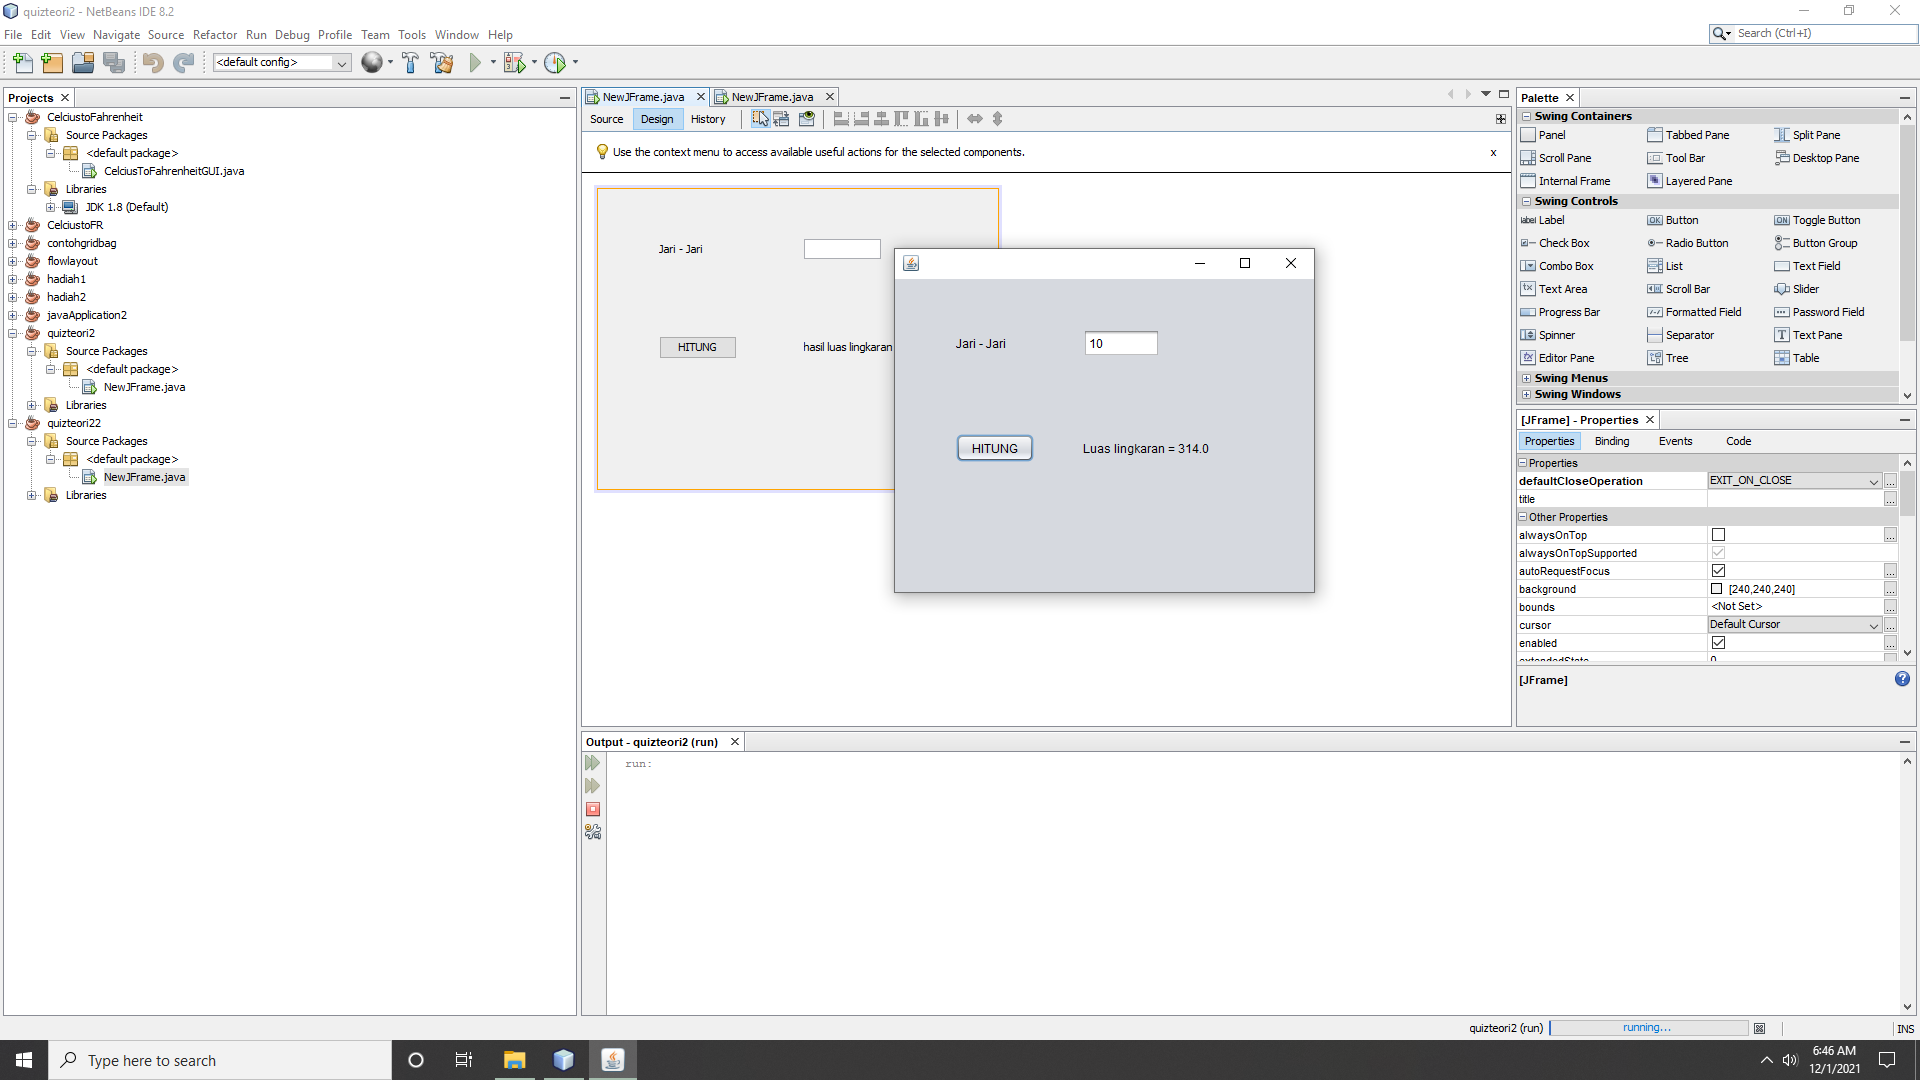 quizteori2 - NetBeans IDE 8.2
File Edit View Navigate Source Refactor Run Debug Profile Team Tools Window Help
Search (Ctrl+I)
<default config>
Projects
CelciustoFahrenheit
Source Packages
<default package>
CelciusToFahrenheitGUI.java
Libraries
JDK 1.8 (Default)
CelciustoFR
contohgridbag
flowlayout
hadiah1
hadiah2
javaApplication2
quizteori2
Source Packages
<default package>
NewJFrame.java
Libraries
quizteori22
Source Packages
<default package>
NewJFrame.java
Libraries
NewJFrame.java NewJFrame.java
Source Design History
Use the context menu to access available useful actions for the selected components.
x
Jari - Jari
HITUNG hasil luas lingkaran
Jari - Jari 10
HITUNG Luas lingkaran = 314.0
Palette
Swing Containers
Panel Tabbed Pane Split Pane
Scroll Pane Tool Bar Desktop Pane
Internal Frame Layered Pane
Swing Controls
label Label OK Button ON Toggle Button
Check Box Radio Button Button Group
Combo Box List Text Field
Text Area Scroll Bar Slider
Progress Bar Formatted Field Password Field
Spinner Separator Text Pane
Editor Pane Tree Table
Swing Menus
Swing Windows
[JFrame] - Properties
Properties Binding Events Code
Properties
defaultCloseOperation EXIT_ON_CLOSE
title
Other Properties
alwaysOnTop
alwaysOnTopSupported
autoRequestFocus
background [240,240,240]
bounds <Not Set>
cursor Default Cursor
enabled
extendedState 0
[JFrame]
Output - quizteori2 (run)
run:
quizteori2 (run) running... INS
Type here to search
6:46 AM
12/1/2021